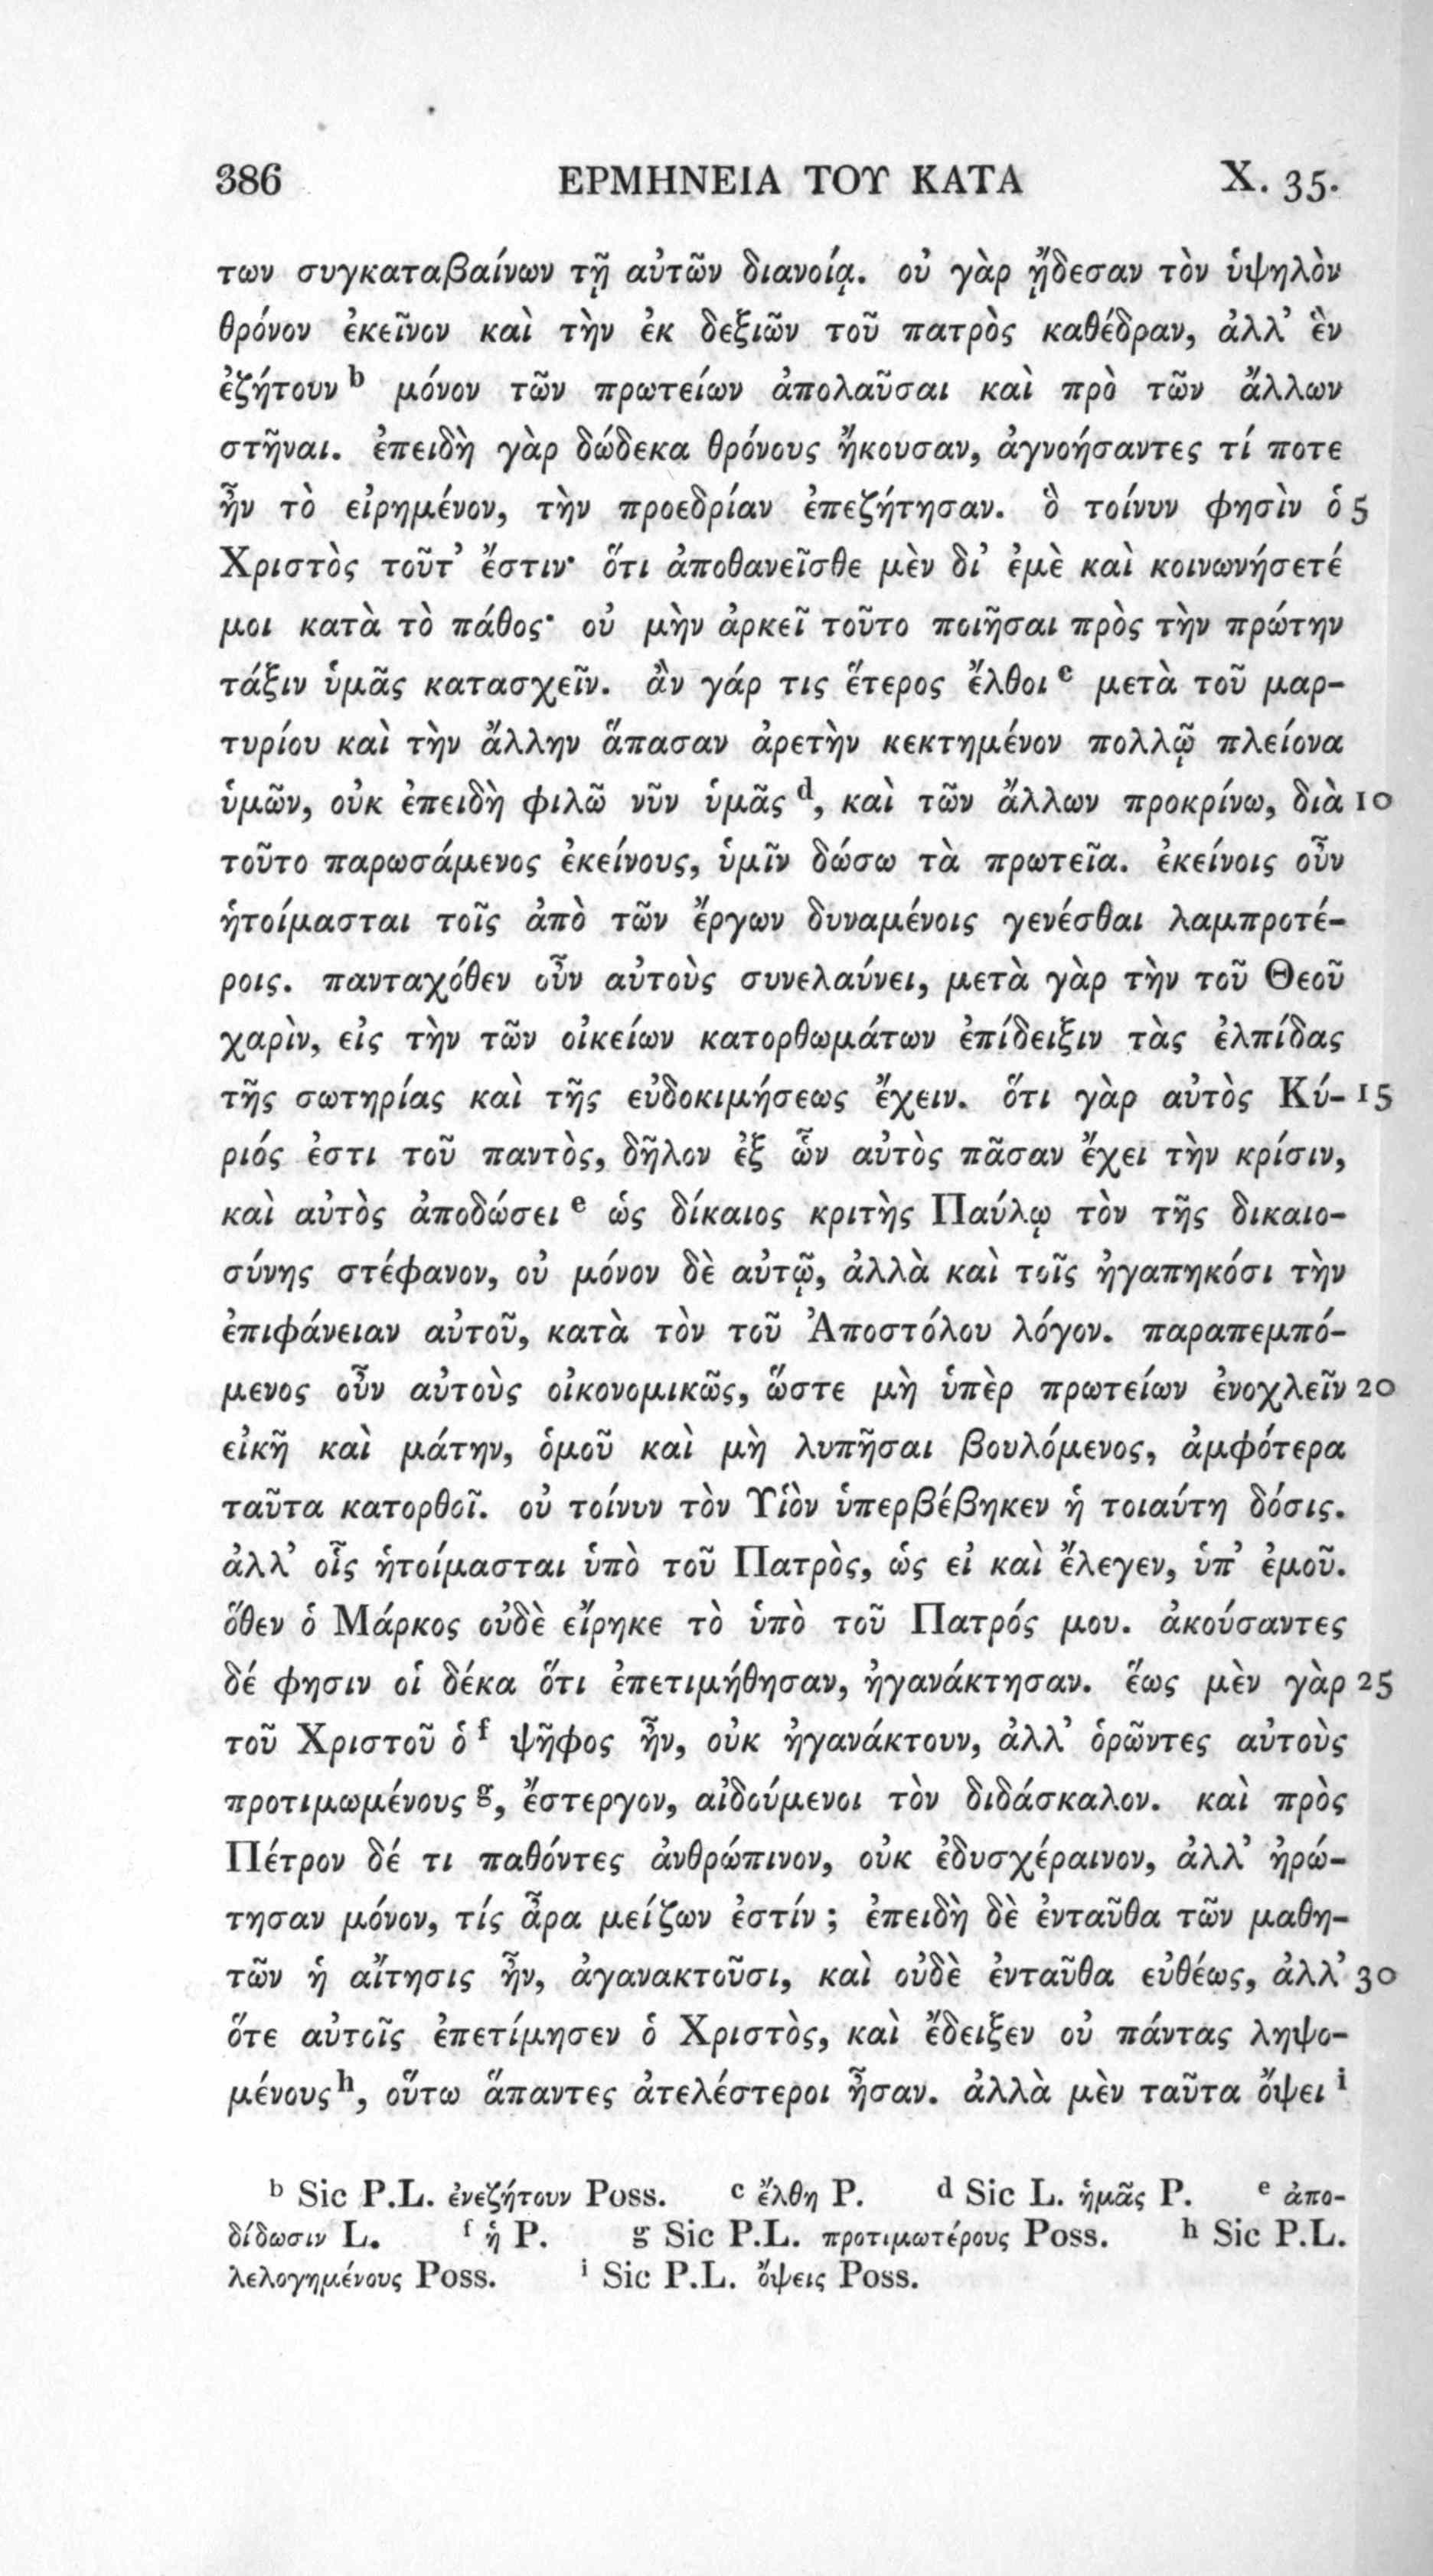 386 ΕΡΜΗΝΕΙΑ ΤΟΥ ΚΑΤΑ X. 35.
των συγκαταβαίνων τῇ αὐτῶν διανοίᾳ. οὐ γὰρ ᾔδεσαν τὸν ὑψηλὸν
θρόνον ἐκεῖνον καὶ τὴν ἐκ δεξιῶν τοῦ πατρὸς καθέδραν, ἀλλ’ ἓν
ἐζήτουν b μόνον τῶν πρωτείων ἀπολαῦσαι καὶ πρὸ τῶν ἄλλων
στῆναι. ἐπειδὴ γὰρ δώδεκα θρόνους ἤκουσαν, ἀγνοήσαντες τί ποτε
ἦν τὸ εἰρημένον, τὴν προεδρίαν ἐπεζήτησαν. ὃ τοίνυν φησὶν ὁ 5
Χριστὸς τοῦτ’ ἔστιν· ὅτι ἀποθανεῖσθε μὲν δι’ ἐμὲ καὶ κοινωνήσετέ
μοι κατὰ τὸ πάθος· οὐ μὴν ἀρκεῖ τοῦτο ποιῆσαι πρὸς τὴν πρώτην
τάξιν ὑμᾶς κατασχεῖν. ἂν γάρ τις ἕτερος ἔλθοι c μετὰ τοῦ μαρ-
τυρίου καὶ τὴν ἄλλην ἅπασαν ἀρετὴν κεκτημένον πολλῷ πλείονα
ὑμῶν, οὐκ ἐπειδὴ φιλῶ νῦν ὑμᾶς d, καὶ τῶν ἄλλων προκρίνω, διὰ 10
τοῦτο παρωσάμενος ἐκείνους, ὑμῖν δώσω τὰ πρωτεῖα. ἐκείνοις οὖν
ἡτοίμασται τοῖς ἀπὸ τῶν ἔργων δυναμένοις γενέσθαι λαμπροτέ-
ροις. πανταχόθεν οὖν αὐτοὺς συνελαύνει, μετὰ γὰρ τὴν τοῦ Θεοῦ
χαρὶν, εἰς τὴν τῶν οἰκείων κατορθωμάτων ἐπίδειξιν τὰς ἐλπίδας
τῆς σωτηρίας καὶ τῆς εὐδοκιμήσεως ἔχειν. ὅτι γὰρ αὐτὸς Κύ- 15
ριός ἐστι τοῦ παντὸς, δῆλον ἐξ ὧν αὐτὸς πᾶσαν ἔχει τὴν κρίσιν,
καὶ αὐτὸς ἀποδώσει e ὡς δίκαιος κριτὴς Παύλῳ τὸν τῆς δικαιο-
σύνης στέφανον, οὐ μόνον δὲ αὐτῷ, ἀλλὰ καὶ τοῖς ἠγαπηκόσι τὴν
ἐπιφάνειαν αὐτοῦ, κατὰ τὸν τοῦ Ἀποστόλου λόγον. παραπεμπό-
μενος οὖν αὐτοὺς οἰκονομικῶς, ὥστε μὴ ὑπὲρ πρωτείων ἐνοχλεῖν 20
εἰκῆ καὶ μάτην, ὁμοῦ καὶ μὴ λυπῆσαι βουλόμενος, ἀμφότερα
ταῦτα κατορθοῖ. οὐ τοίνυν τὸν Υἱὸν ὑπερβέβηκεν ἡ τοιαύτη δόσις.
ἀλλ’ οἷς ἡτοίμασται ὑπὸ τοῦ Πατρὸς, ὡς εἰ καὶ ἔλεγεν, ὑπ’ ἐμοῦ.
ὅθεν ὁ Μάρκος οὐδὲ εἴρηκε τὸ ὑπὸ τοῦ Πατρός μου. ἀκούσαντες
δέ φησιν οἱ δέκα ὅτι ἐπετιμήθησαν, ἠγανάκτησαν. ἕως μὲν γὰρ 25
τοῦ Χριστοῦ ὁ f ψῆφος ἦν, οὐκ ἠγανάκτουν, ἀλλ’ ὁρῶντες αὐτοὺς
προτιμωμένους g, ἔστεργον, αἰδούμενοι τὸν διδάσκαλον. καὶ πρὸς
Πέτρον δέ τι παθόντες ἀνθρώπινον, οὐκ ἐδυσχέραινον, ἀλλ’ ἠρώ-
τησαν μόνον, τίς ἆρα μείζων ἐστίν ; ἐπειδὴ δὲ ἐνταῦθα τῶν μαθη-
τῶν ἡ αἴτησις ἦν, ἀγανακτοῦσι, καὶ οὐδὲ ἐνταῦθα εὐθέως, ἀλλ’ 30
ὅτε αὐτοῖς ἐπετίμησεν ὁ Χριστὸς, καὶ ἔδειξεν οὐ πάντας ληψο-
μένους h, οὕτω ἅπαντες ἀτελέστεροι ἦσαν. ἀλλὰ μὲν ταῦτα ὄψει i
b Sic P.L. ἐνεζήτουν Poss. c ἔλθη P. d Sic L. ἡμᾶς P. e ἀπο-
δίδωσιν L. f ἡ P. g Sic P.L. προτιμωτέρους Poss. h Sic P.L.
λελογημένους Poss. i Sic P.L. ὄψεις Poss.